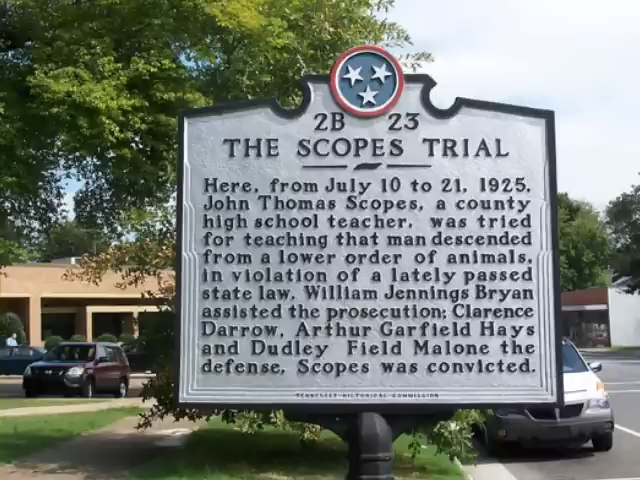 2B 23
THE SCOPES TRIAL
Here, from July 10 to 21, 1925,
John Thomas Scopes, a county
high school teacher, was tried
for teaching that man descended
from a lower order of animals,
in violation of a lately passed
state law. William Jennings Bryan
assisted the prosecution; Clarence
Darrow, Arthur Garfield Hays
and Dudley Field Malone the
defense. Scopes was convicted.
TENNESSEE HISTORICAL COMMISSION